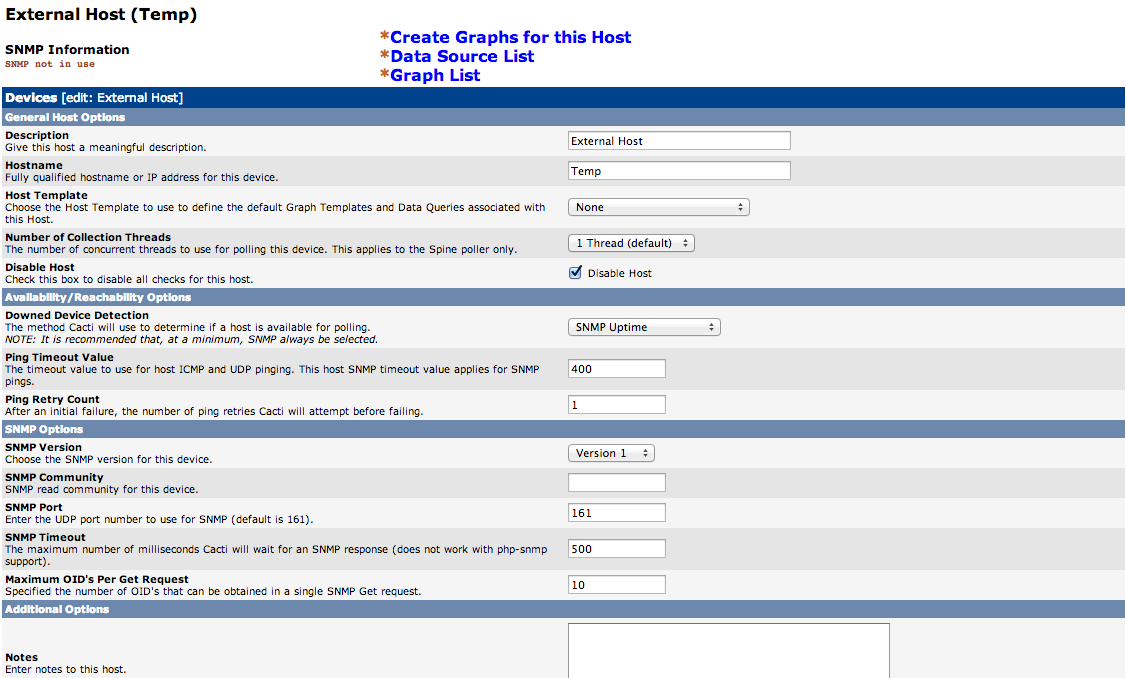 External Host (Temp)
SNMP Information
SNMP not in use
*Create Graphs for this Host
*Data Source List
*Graph List
Devices [edit: External Host]
General Host Options
Description
Give this host a meaningful description.
External Host
Hostname
Fully qualified hostname or IP address for this device.
Temp
Host Template
Choose the Host Template to use to define the default Graph Templates and Data Queries associated with
this Host.
None
Number of Collection Threads
The number of concurrent threads to use for polling this device. This applies to the Spine poller only.
1 Thread (default)
Disable Host
Check this box to disable all checks for this host.
Disable Host
Availability/Reachability Options
Downed Device Detection
The method Cacti will use to determine if a host is available for polling.
NOTE: It is recommended that, at a minimum, SNMP always be selected.
SNMP Uptime
Ping Timeout Value
The timeout value to use for host ICMP and UDP pinging. This host SNMP timeout value applies for SNMP
pings.
400
Ping Retry Count
After an initial failure, the number of ping retries Cacti will attempt before failing.
1
SNMP Options
SNMP Version
Choose the SNMP version for this device.
Version 1
SNMP Community
SNMP read community for this device.
SNMP Port
Enter the UDP port number to use for SNMP (default is 161).
161
SNMP Timeout
The maximum number of milliseconds Cacti will wait for an SNMP response (does not work with php-snmp
support).
500
Maximum OID's Per Get Request
Specified the number of OID's that can be obtained in a single SNMP Get request.
10
Additional Options
Notes
Enter notes to this host.